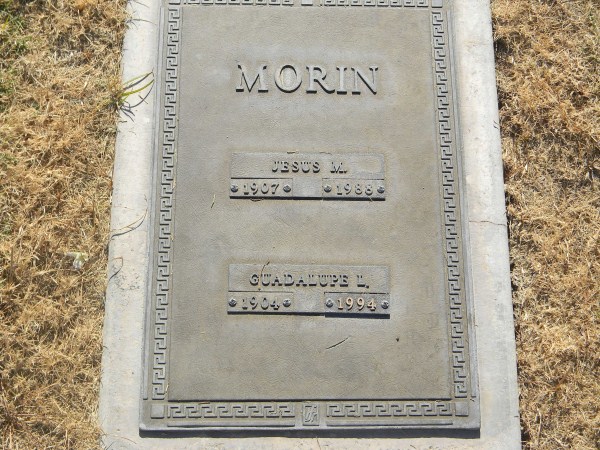 MORIN
JESUS M.
1907 1988
GUADALUPE L.
1904 1994